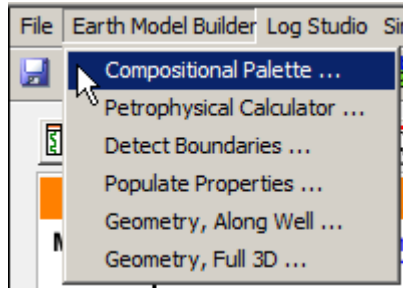 File Earth Model Builder Log Studio
Compositional Palette ...
Petrophysical Calculator ...
Detect Boundaries ...
Populate Properties ...
Geometry, Along Well ...
Geometry, Full 3D ...